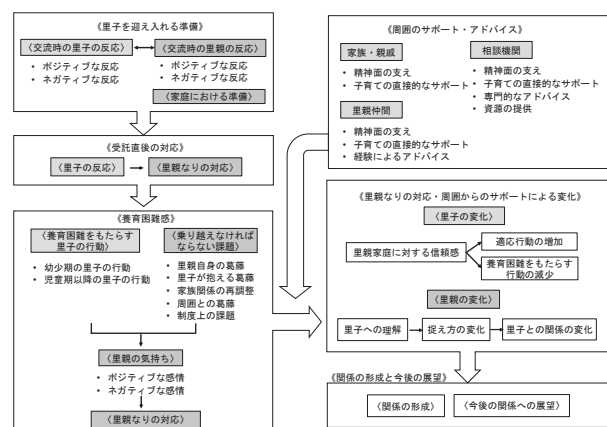 《里子を迎え入れる準備》
〈交流時の里子の反応〉
・ ポジティブな反応
・ ネガティブな反応
〈交流時の里親の反応〉
・ ポジティブな反応
・ ネガティブな反応
〈家庭における準備〉
《受託直後の対応》
〈里子の反応〉
〈里親なりの対応〉
《養育困難感》
〈養育困難をもたらす
里子の行動〉
・ 幼少期の里子の行動
・ 児童期以降の里子の行動
〈乗り越えなければ
ならない課題〉
・ 里親自身の葛藤
・ 里子が抱える葛藤
・ 家族関係の再調整
・ 周囲との葛藤
・ 制度上の課題
〈里親の気持ち〉
・ ポジティブな感情
・ ネガティブな感情
〈里親なりの対応〉
《周囲のサポート・アドバイス》
家族・親戚
・ 精神面の支え
・ 子育ての直接的なサポート
里親仲間
・ 精神面の支え
・ 子育ての直接的なサポート
・ 経験によるアドバイス
相談機関
・ 精神面の支え
・ 子育ての直接的なサポート
・ 専門的なアドバイス
・ 資源の提供
《里親なりの対応・周囲からのサポートによる変化》
〈里子の変化〉
里親家庭に対する信頼感
適応行動の増加
養育困難をもたらす
行動の減少
〈里親の変化〉
里子への理解
捉え方の変化
里子との関係の変化
《関係の形成と今後の展望》
〈関係の形成〉
〈今後の関係への展望〉